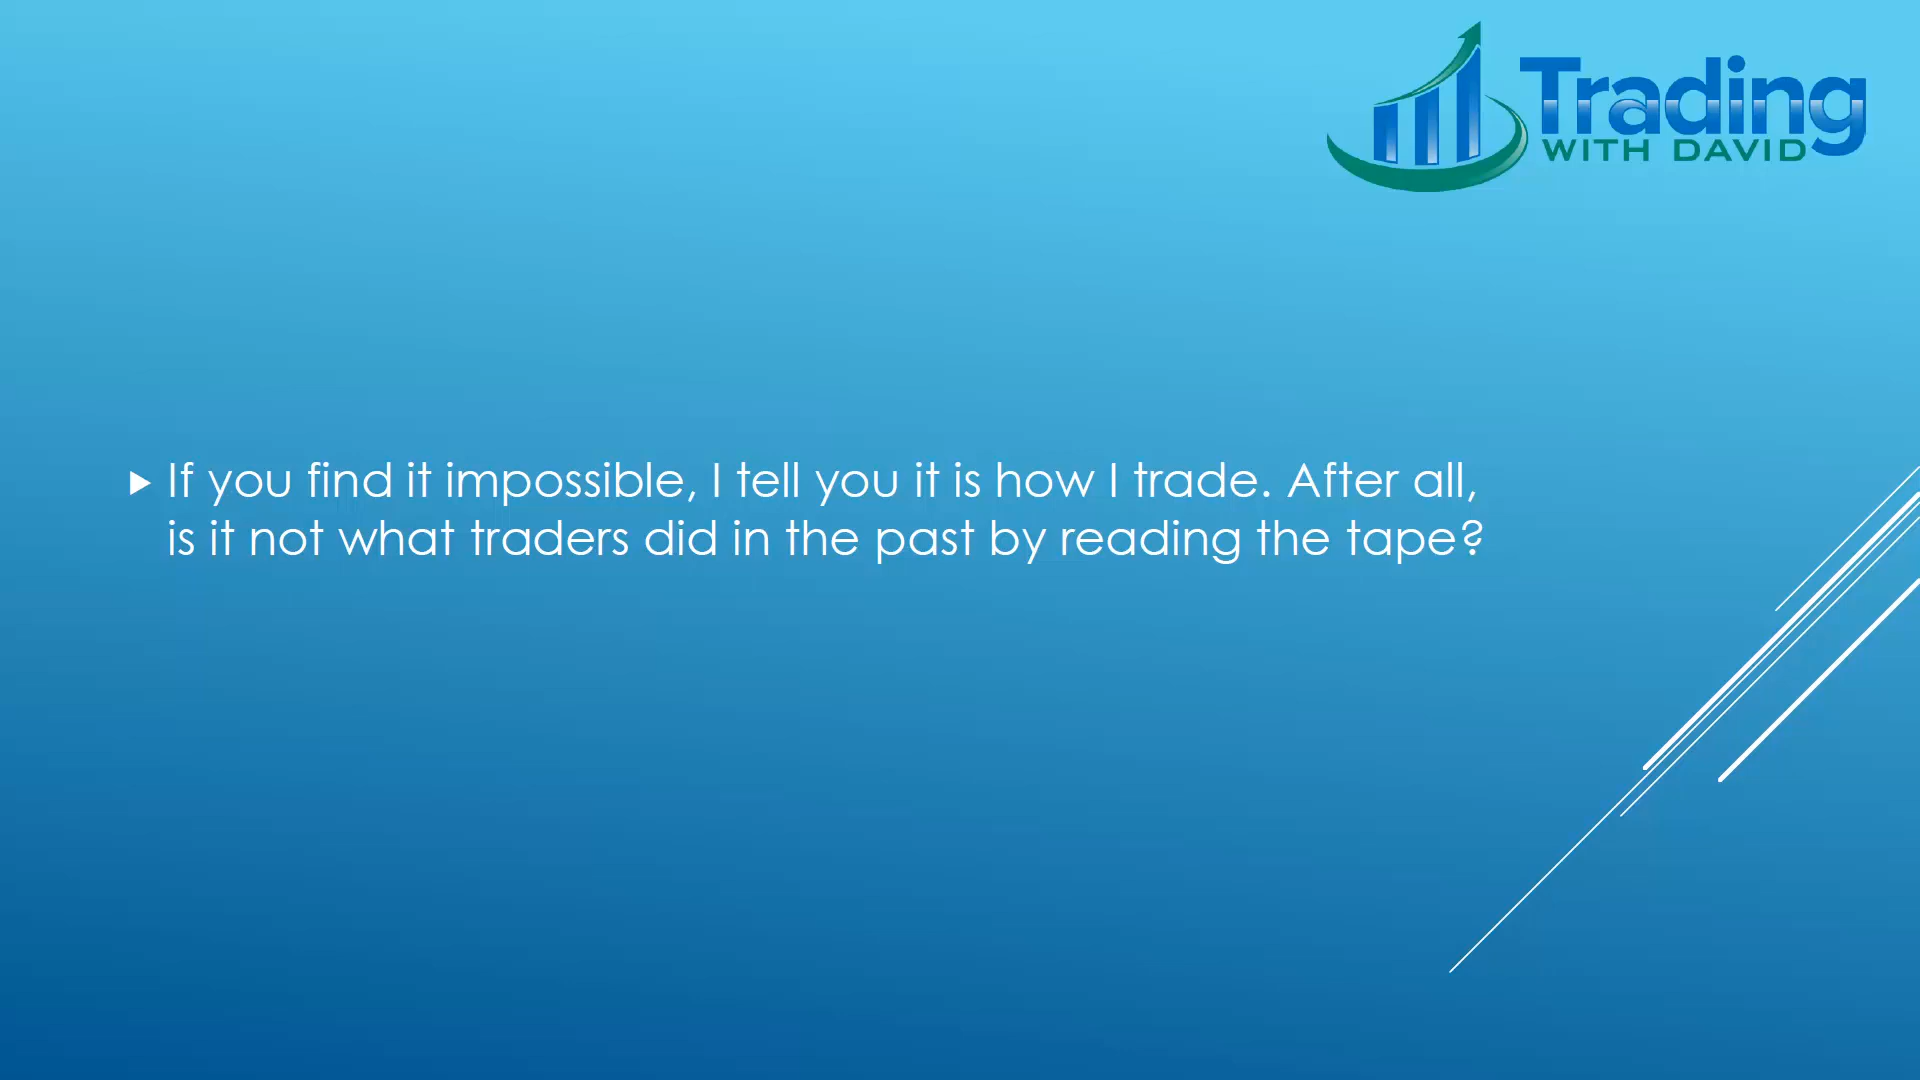 Trading
WITH DAVID
If you find it impossible, I tell you it is how I trade. After all,
is it not what traders did in the past by reading the tape?